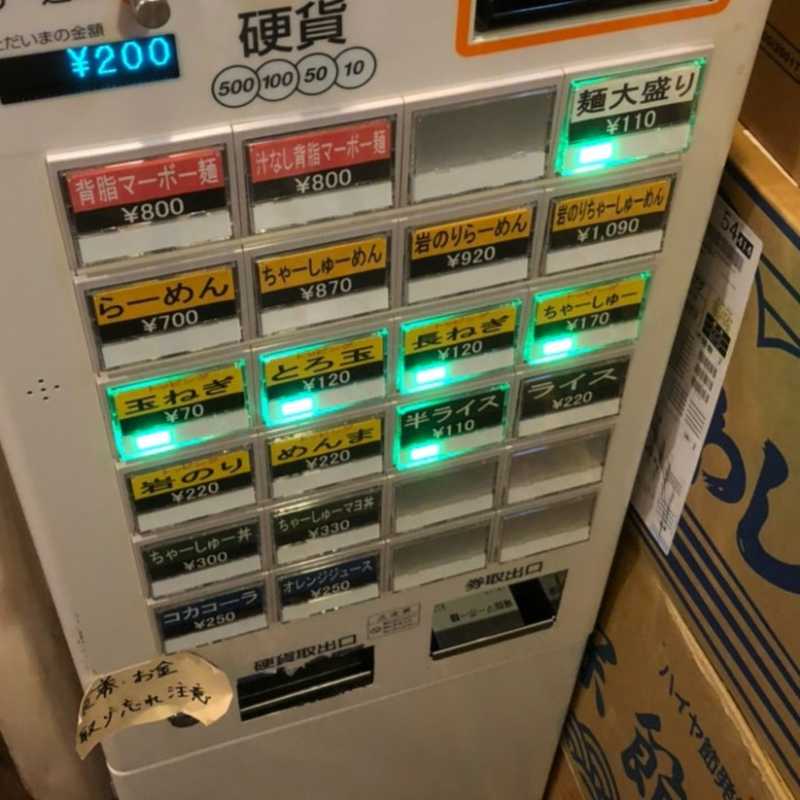 だいまの金額
¥200
硬貨
500 100 50 10
麺大盛り
¥110
背脂マーボー麺
¥800
汁なし背脂マーボー麺
¥800
らーめん
¥700
ちゃーしゅーめん
¥870
岩のりらーめん
¥920
岩のりちゃーしゅーめん
¥1,090
玉ねぎ
¥70
とろ玉
¥120
長ねぎ
¥120
ちゃーしゅー
¥170
岩のり
¥220
めんま
¥220
半ライス
¥110
ライス
¥220
ちゃーしゅー丼
¥300
ちゃーしゅーマヨ丼
¥330
コカコーラ
¥250
オレンジジュース
¥250
券取出口
硬貨取出口
券・お金
取り忘れ注意
ハイヤ節